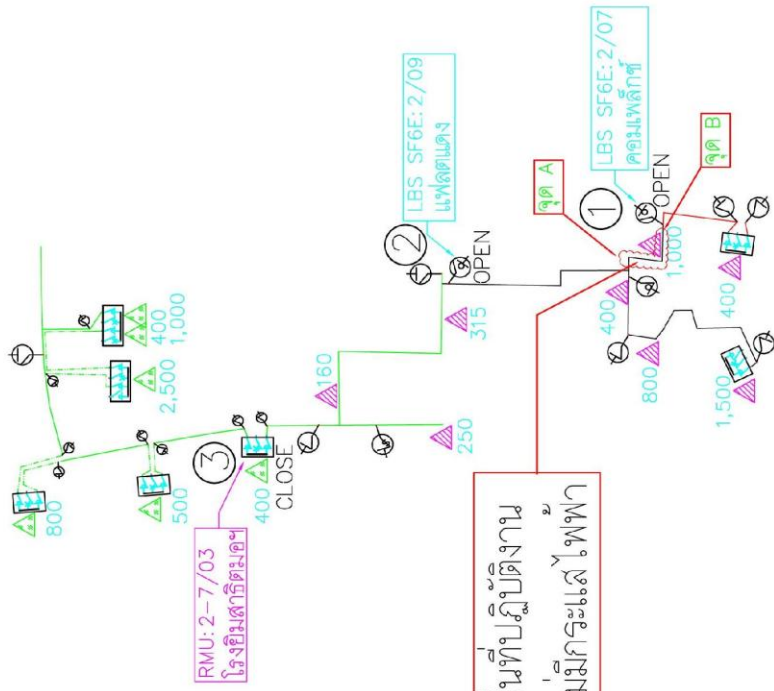 800
500
2,500
400
1,000
RMU: 2-7/03
โรงยิมสาธิตมอฯ
3
400
CLOSE
160
250
315
2
LBS SF6E: 2/09
แฟลตแดง
OPEN
จุด A
1
LBS SF6E: 2/07
คอมเพล็กซ์
OPEN
จุด B
400
1,000
800
400
1,500
นที่ปฏิบัติงาน
มีกระแสไฟฟ้า